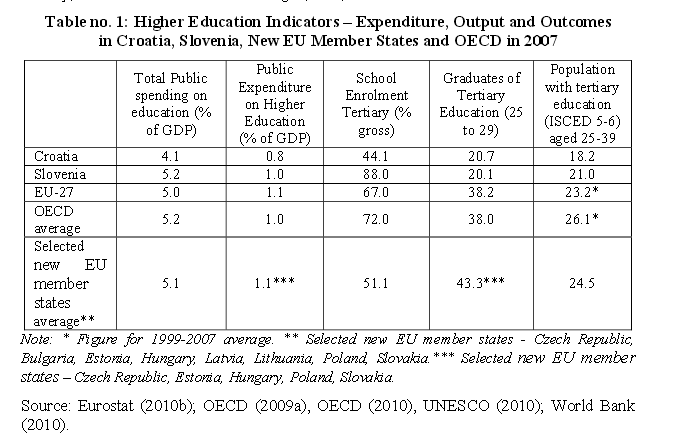 Table no. 1: Higher Education Indicators – Expenditure, Output and Outcomes
in Croatia, Slovenia, New EU Member States and OECD in 2007
Total Public spending on education (% of GDP) | Public Expenditure on Higher Education (% of GDP) | School Enrolment Tertiary (% gross) | Graduates of Tertiary Education (25 to 29) | Population with tertiary education (ISCED 5-6) aged 25-39
Croatia 4.1 0.8 44.1 20.7 18.2
Slovenia 5.2 1.0 88.0 20.1 21.0
EU-27 5.0 1.1 67.0 38.2 23.2*
OECD average 5.2 1.0 72.0 38.0 26.1*
Selected new EU member states average** 5.1 1.1*** 51.1 43.3*** 24.5
Note: * Figure for 1999-2007 average. ** Selected new EU member states - Czech Republic,
Bulgaria, Estonia, Hungary, Latvia, Lithuania, Poland, Slovakia.*** Selected new EU member
states – Czech Republic, Estonia, Hungary, Poland, Slovakia.
Source: Eurostat (2010b); OECD (2009a), OECD (2010), UNESCO (2010); World Bank
(2010).